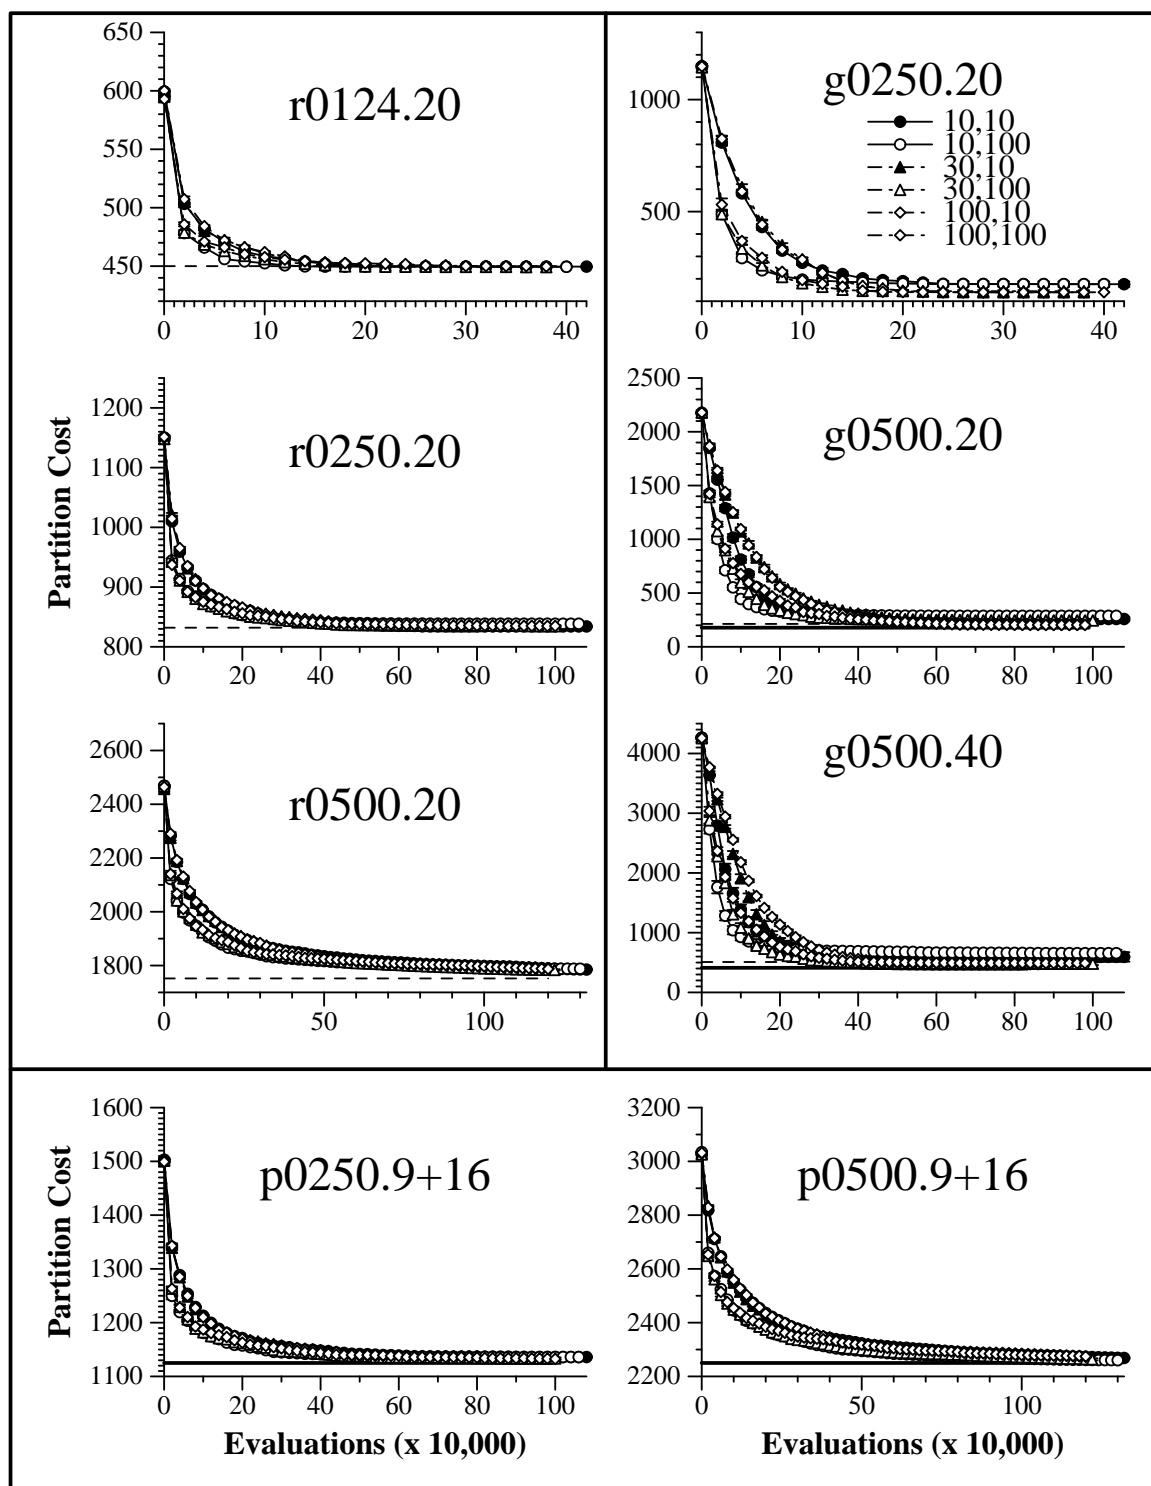 650
600
550
500
450
0 10 20 30 40
r0124.20
1000
500
0 10 20 30 40
g0250.20
10,10
10,100
30,10
30,100
100,10
100,100
Partition Cost
1200
1100
1000
900
800
0 20 40 60 80 100
r0250.20
2500
2000
1500
1000
500
0
0 20 40 60 80 100
g0500.20
2600
2400
2200
2000
1800
0 50 100
r0500.20
4000
3000
2000
1000
0
0 20 40 60 80 100
g0500.40
Partition Cost
1600
1500
1400
1300
1200
1100
0 20 40 60 80 100
p0250.9+16
Evaluations (x 10,000)
3200
3000
2800
2600
2400
2200
0 50 100
p0500.9+16
Evaluations (x 10,000)